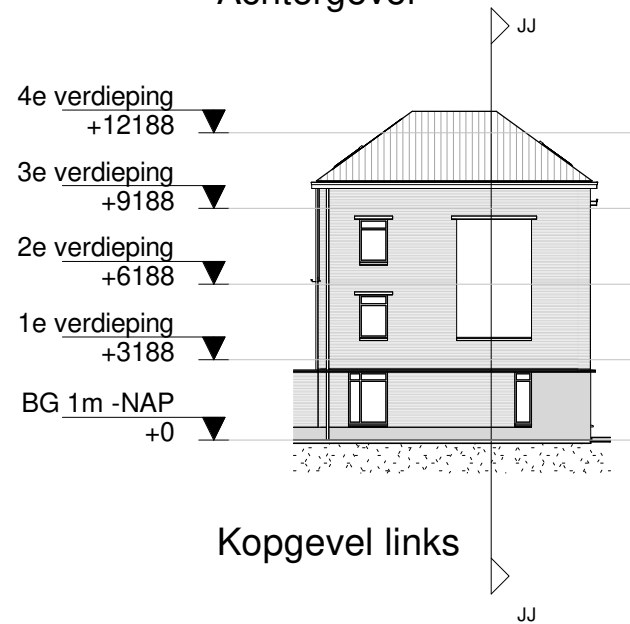 JJ
4e verdieping
+12188
3e verdieping
+9188
2e verdieping
+6188
1e verdieping
+3188
BG 1m -NAP
+0
Kopgevel links
JJ